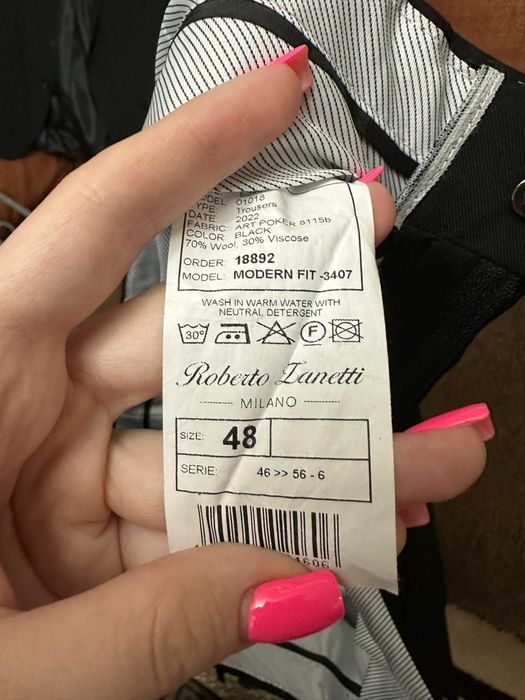 MODEL 01018
TYPE: Trousers
DATE: 2022
FABRIC: ART POKER 8115b
COLOR: BLACK
70% Wool, 30% Viscose
ORDER: 18892
MODEL: MODERN FIT -3407
WASH IN WARM WATER WITH
NEUTRAL DETERGENT
30° F
Roberto Zanetti
MILANO
SIZE: 48
SERIE: 46 >> 56 - 6
4606